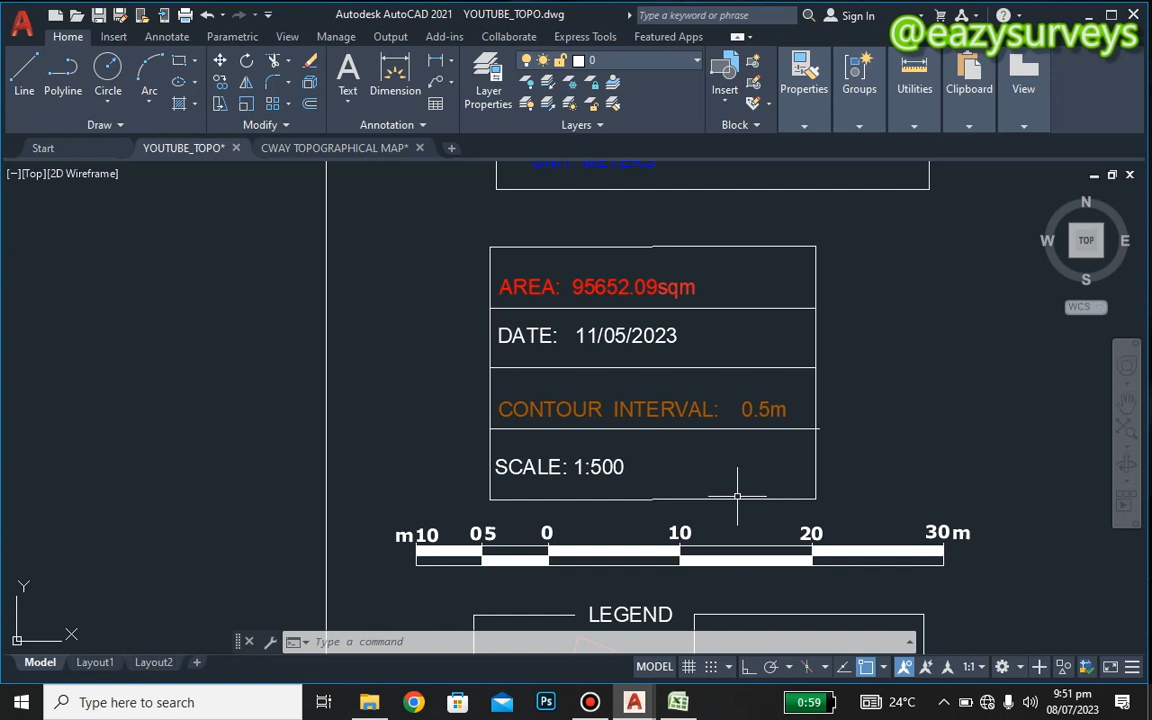 Autodesk AutoCAD 2021 YOUTUBE_TOPO.dwg
Type a keyword or phrase
Sign In
@eazysurveys
Home Insert Annotate Parametric View Manage Output Add-ins Collaborate Express Tools Featured Apps
Line Polyline Circle Arc
Text Dimension
Layer Properties
0
Insert
Properties Groups Utilities Clipboard View
Draw Modify Annotation Layers Block
Start YOUTUBE_TOPO* CWAY TOPOGRAPHICAL MAP*
[−][Top][2D Wireframe]
UNIT: METERS
N
W TOP E
S
WCS
AREA: 95652.09sqm
DATE: 11/05/2023
CONTOUR INTERVAL: 0.5m
SCALE: 1:500
m10 05 0 10 20 30m
LEGEND
Y
X
Type a command
Model Layout1 Layout2
MODEL 1:1
Type here to search
0:59
24°C
9:51 pm
08/07/2023